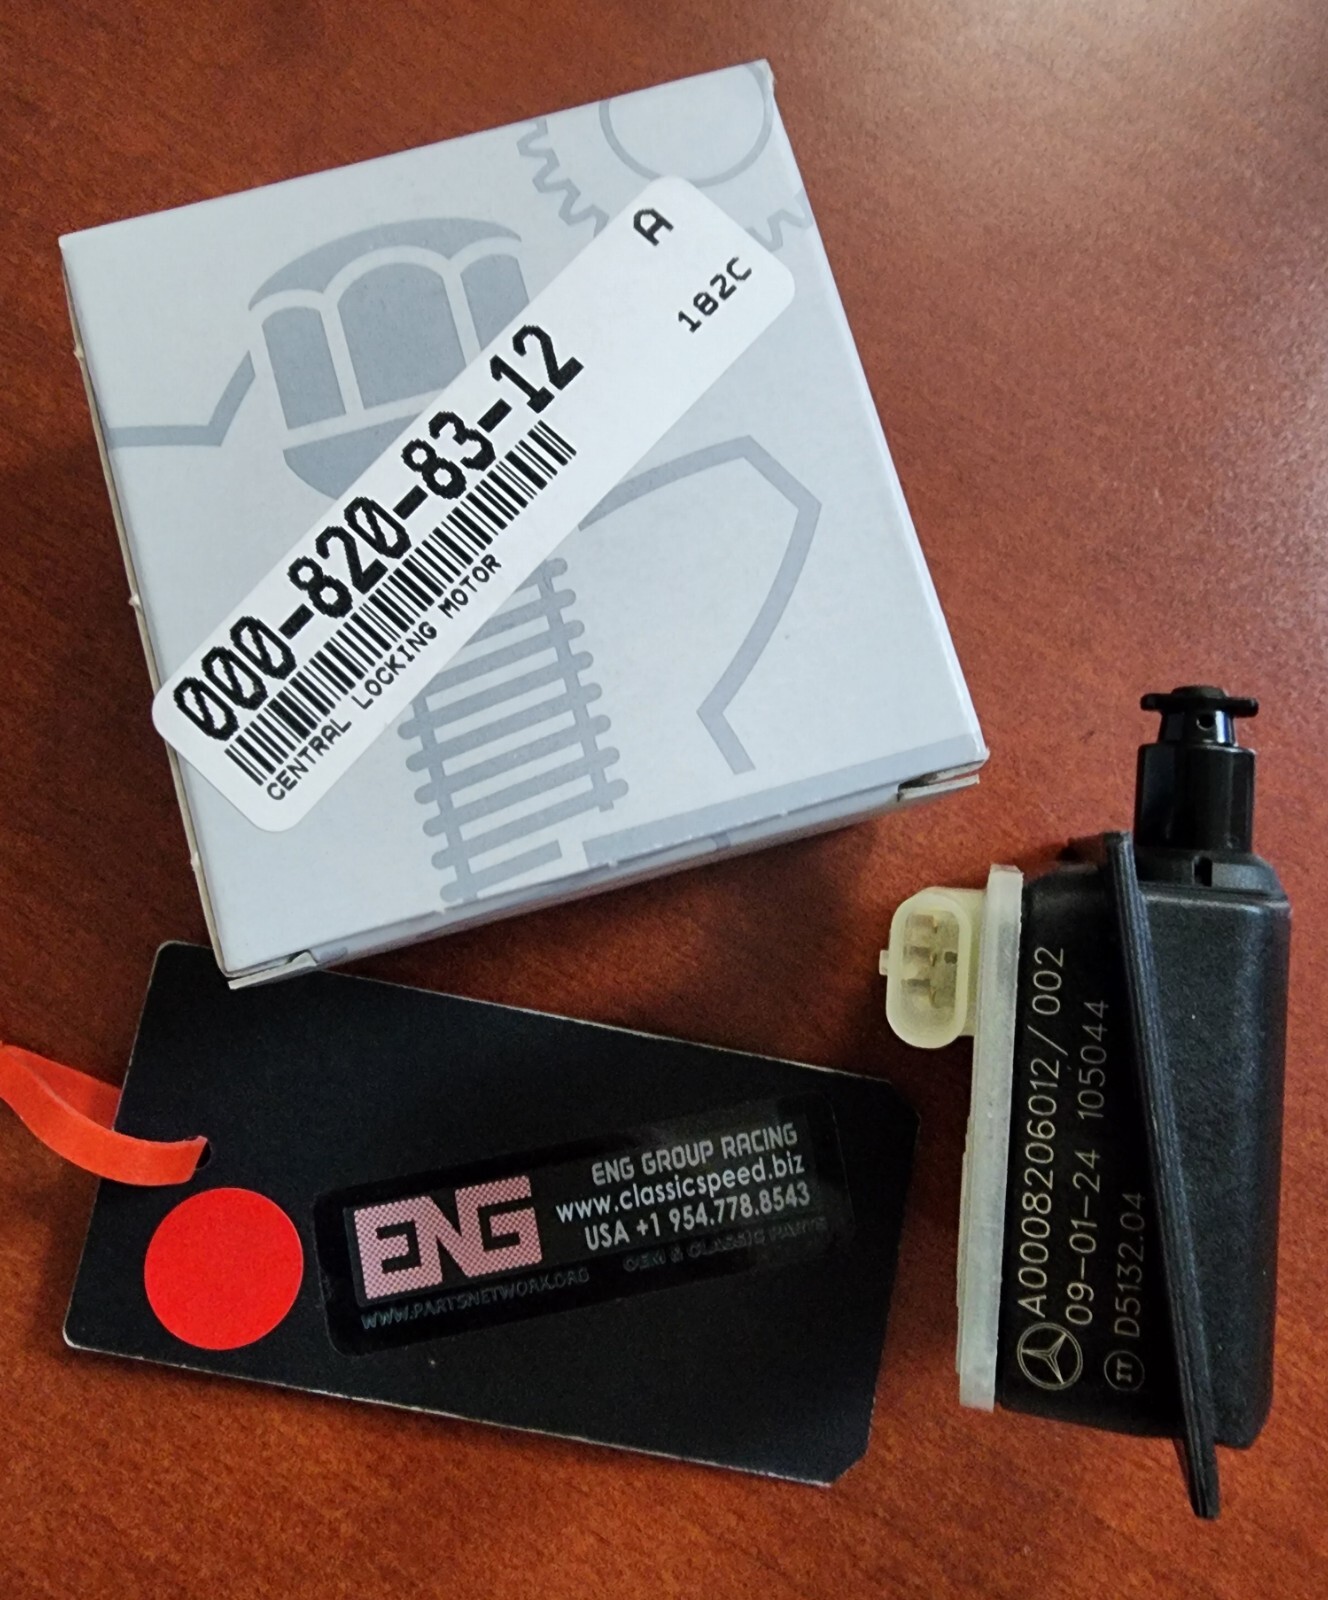 A
182C
000-820-83-12
CENTRAL LOCKING MOTOR
ENG
ENG GROUP RACING
www.classicspeed.biz
USA +1 954.778.8543
WWW.PARTSNETWORK.ORG
OEM & CLASSIC PARTS
A0008206012/002
09-01-24 105044
D5132.04